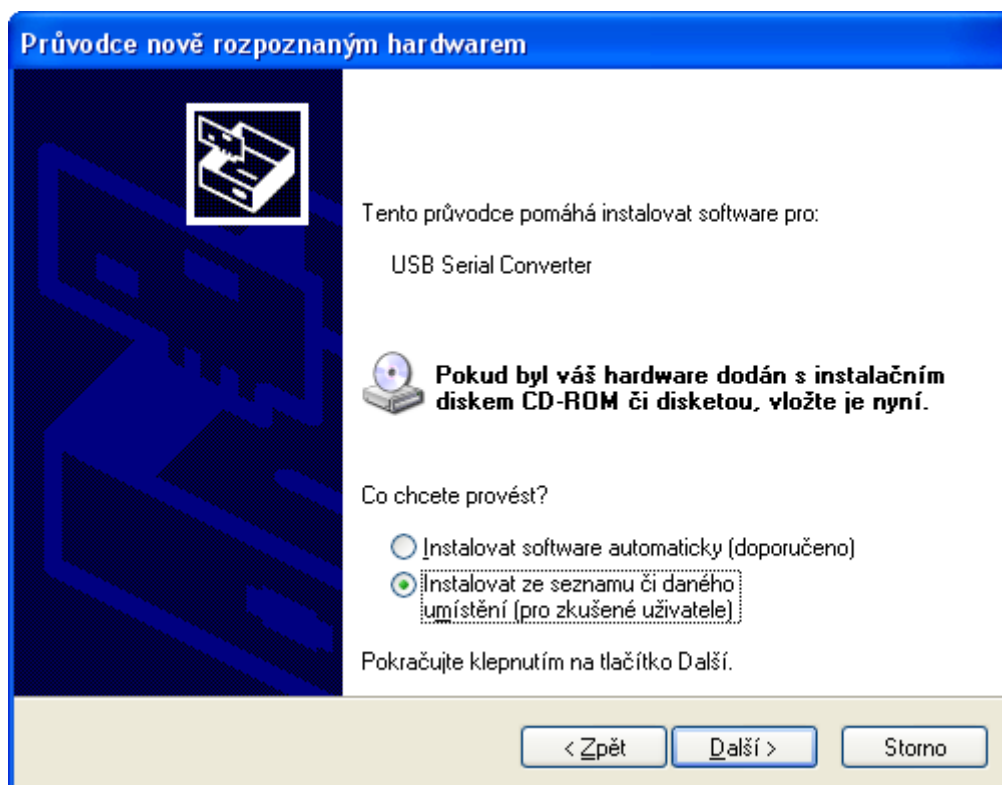 Průvodce nově rozpoznaným hardwarem
Tento průvodce pomáhá instalovat software pro:
USB Serial Converter
Pokud byl váš hardware dodán s instalačním
diskem CD-ROM či disketou, vložte je nyní.
Co chcete provést?
Instalovat software automaticky (doporučeno)
Instalovat ze seznamu či daného
umístění (pro zkušené uživatele)
Pokračujte klepnutím na tlačítko Další.
< Zpět
Další >
Storno